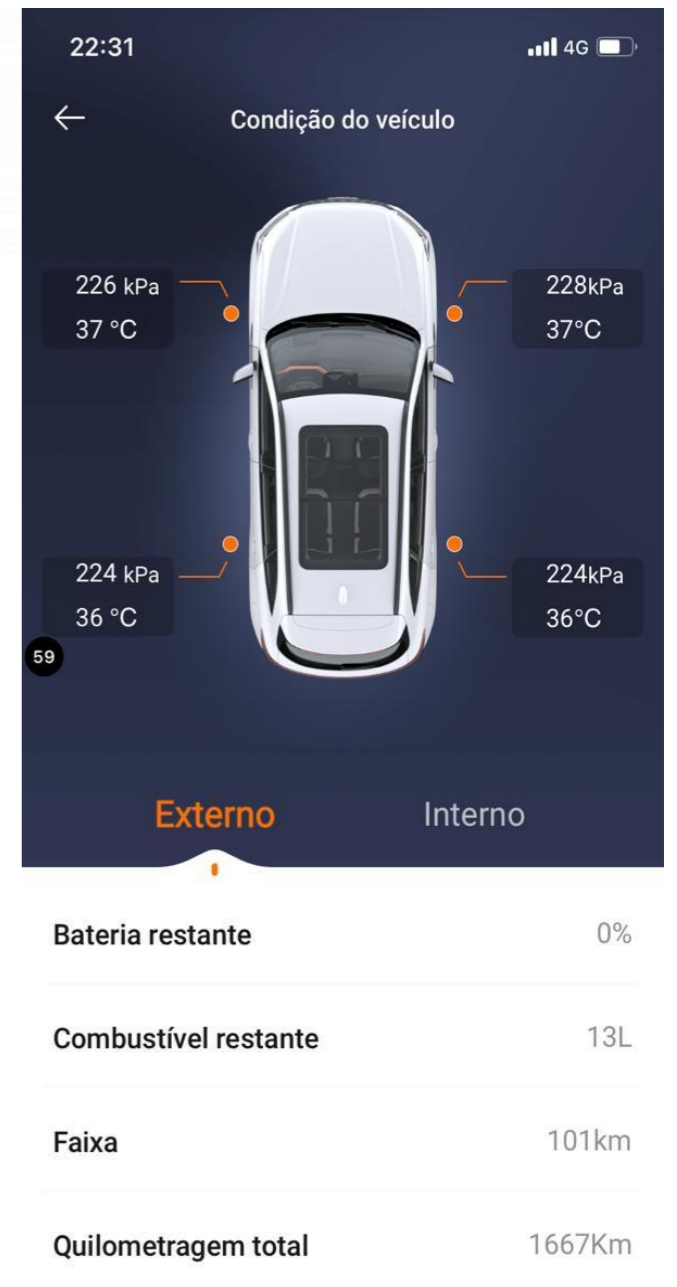 22:31 4G
Condição do veículo
226 kPa 228kPa
37 °C 37°C
224 kPa 224kPa
36 °C 36°C
59
Externo Interno
Bateria restante 0%
Combustível restante 13L
Faixa 101km
Quilometragem total 1667Km